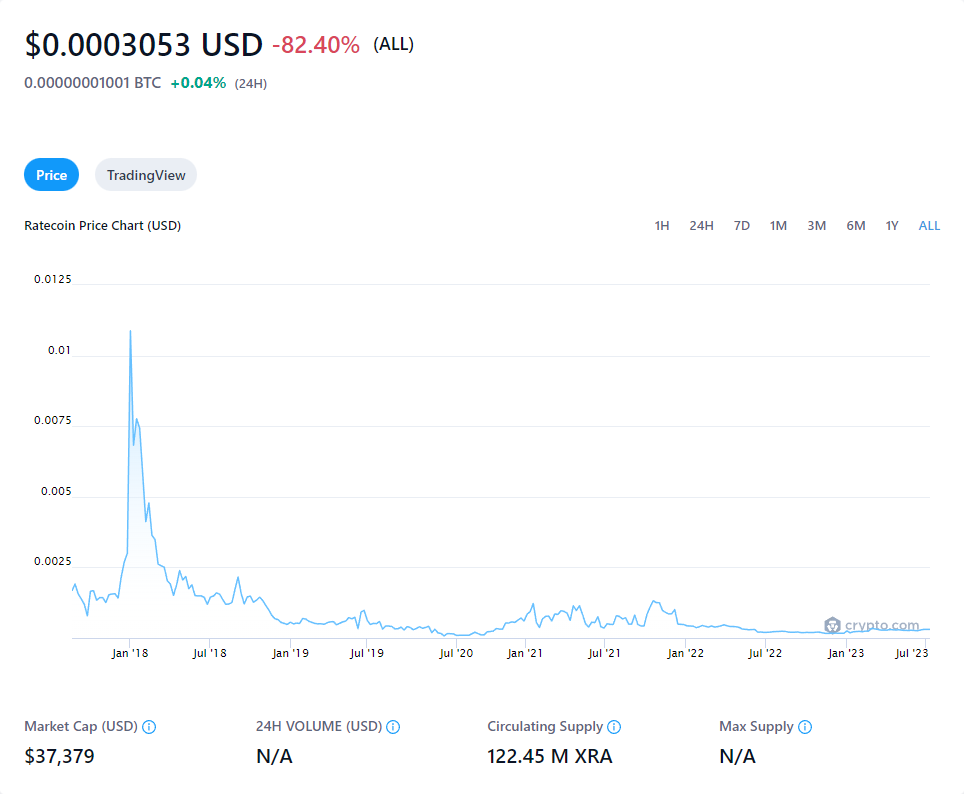 $0.0003053 USD -82.40% (ALL)
0.00000001001 BTC +0.04% (24H)
Price TradingView
Ratecoin Price Chart (USD) 1H 24H 7D 1M 3M 6M 1Y ALL
0.0125
0.01
0.0075
0.005
0.0025
crypto.com
Jan '18 Jul '18 Jan '19 Jul '19 Jul '20 Jan '21 Jul '21 Jan '22 Jul '22 Jan '23 Jul '23
Market Cap (USD) 24H VOLUME (USD) Circulating Supply Max Supply
$37,379 N/A 122.45 M XRA N/A